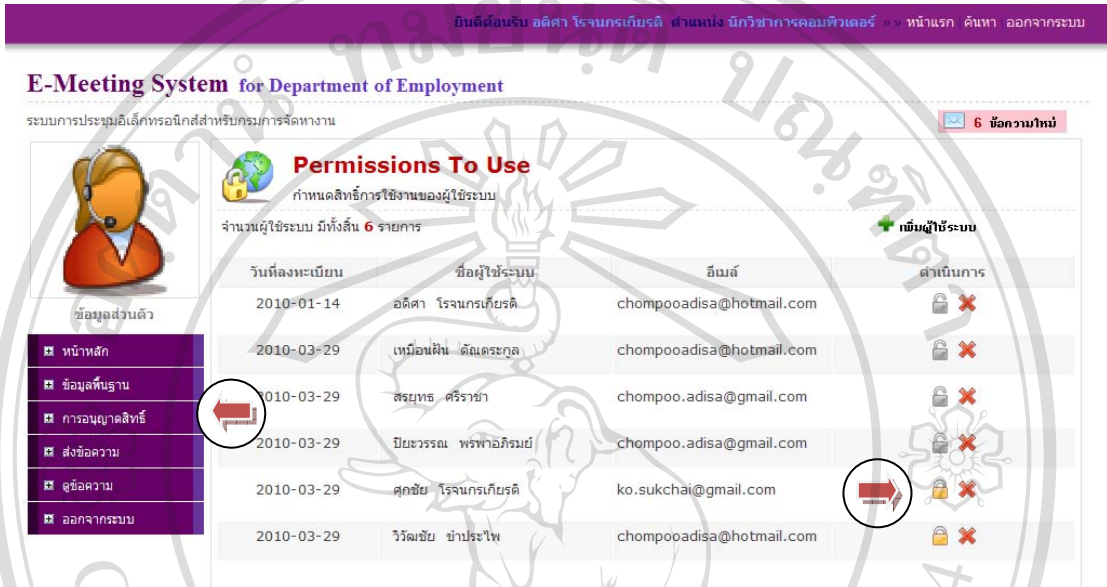 ยินดีต้อนรับ อดิศา โรจนกรเกียรติ ตำแหน่ง นักวิชาการคอมพิวเตอร์ » » หน้าแรก | ค้นหา | ออกจากระบบ
E-Meeting System for Department of Employment
ระบบการประชุมอิเล็กทรอนิกส์สำหรับกรมการจัดหางาน
6 ข้อความใหม่
Permissions To Use
กำหนดสิทธิ์การใช้งานของผู้ใช้ระบบ
จำนวนผู้ใช้ระบบ มีทั้งสิ้น 6 รายการ
เพิ่มผู้ใช้ระบบ
ข้อมูลส่วนตัว
หน้าหลัก
ข้อมูลพื้นฐาน
การอนุญาตสิทธิ์
ส่งข้อความ
ดูข้อความ
ออกจากระบบ
วันที่ลงทะเบียน ชื่อผู้ใช้ระบบ อีเมล์ ดำเนินการ
2010-01-14 อดิศา โรจนกรเกียรติ chompooadisa@hotmail.com
2010-03-29 เหมือนฝัน ตัณตระกูล chompooadisa@hotmail.com
2010-03-29 สรยุทธ ศรีราชา chompoo.adisa@gmail.com
2010-03-29 ปิยะวรรณ พรพาอภิรมย์ chompoo.adisa@gmail.com
2010-03-29 ศุภชัย โรจนกรเกียรติ ko.sukchai@gmail.com
2010-03-29 วิวัฒชัย ขำประไพ chompooadisa@hotmail.com